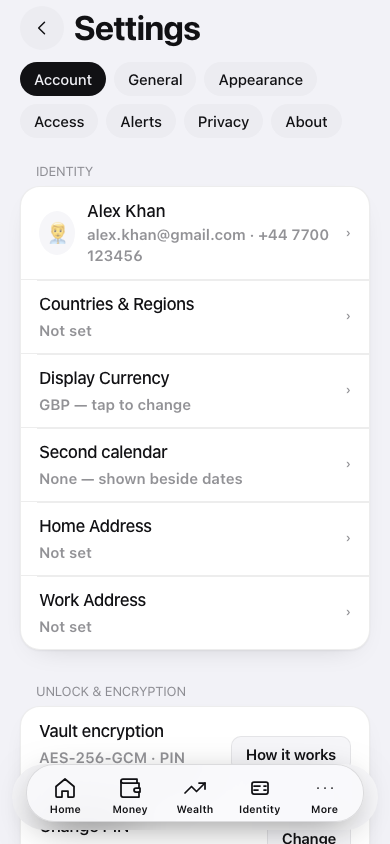 Settings
Account
General
Appearance
Access
Alerts
Privacy
About
IDENTITY
Alex Khan
alex.khan@gmail.com · +44 7700
123456
Countries & Regions
Not set
Display Currency
GBP — tap to change
Second calendar
None — shown beside dates
Home Address
Not set
Work Address
Not set
UNLOCK & ENCRYPTION
Vault encryption
AES-256-GCM · PIN
How it works
Home
Money
Wealth
Identity
More
Change PIN
Change